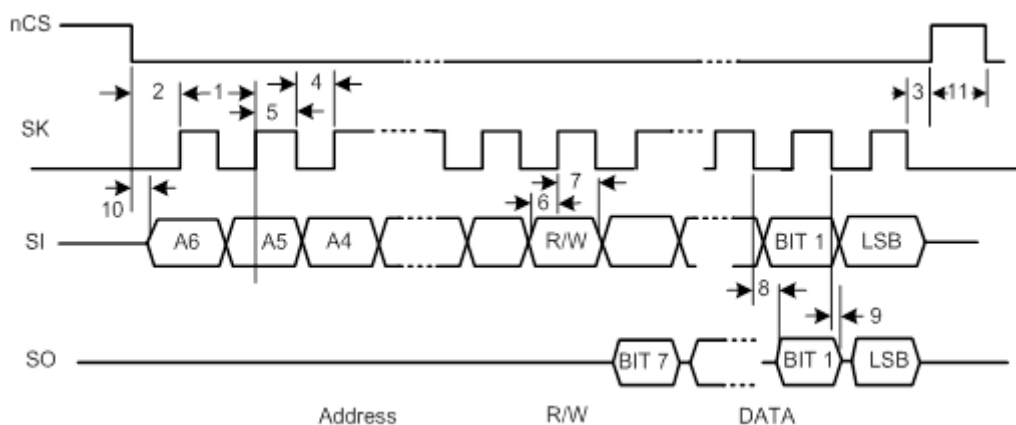 nCS
2 1 4 3 11
5
SK
10 6 7
SI A6 A5 A4 R/W BIT 1 LSB
8 9
SO BIT 7 BIT 1 LSB
Address R/W DATA